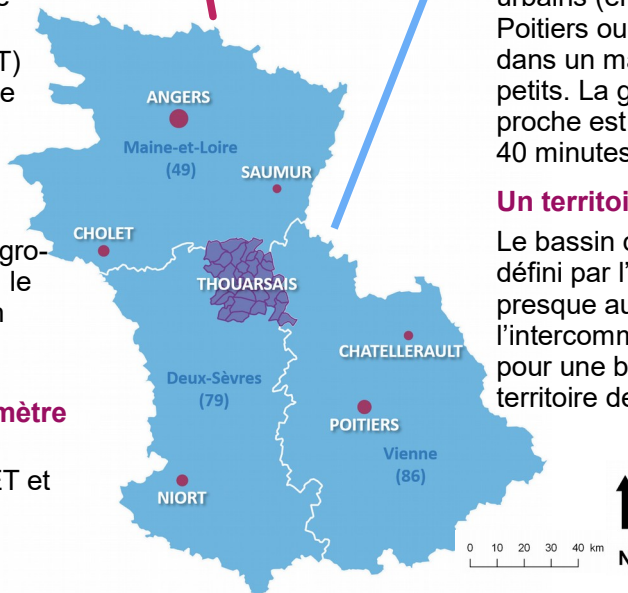 T)
e
gro-
le
n
mètre
ET et
ANGERS
Maine-et-Loire
(49)
SAUMUR
CHOLET
THOUARSAIS
CHATELLERAULT
Deux-Sèvres
(79)
POITIERS
Vienne
(86)
NIORT
Poitiers ou
dans un ma
petits. La g
proche est
40 minutes
Un territoi
Le bassin d
défini par l'
presque au
l'intercomm
pour une b
territoire de
0 10 20 30 40 km
N